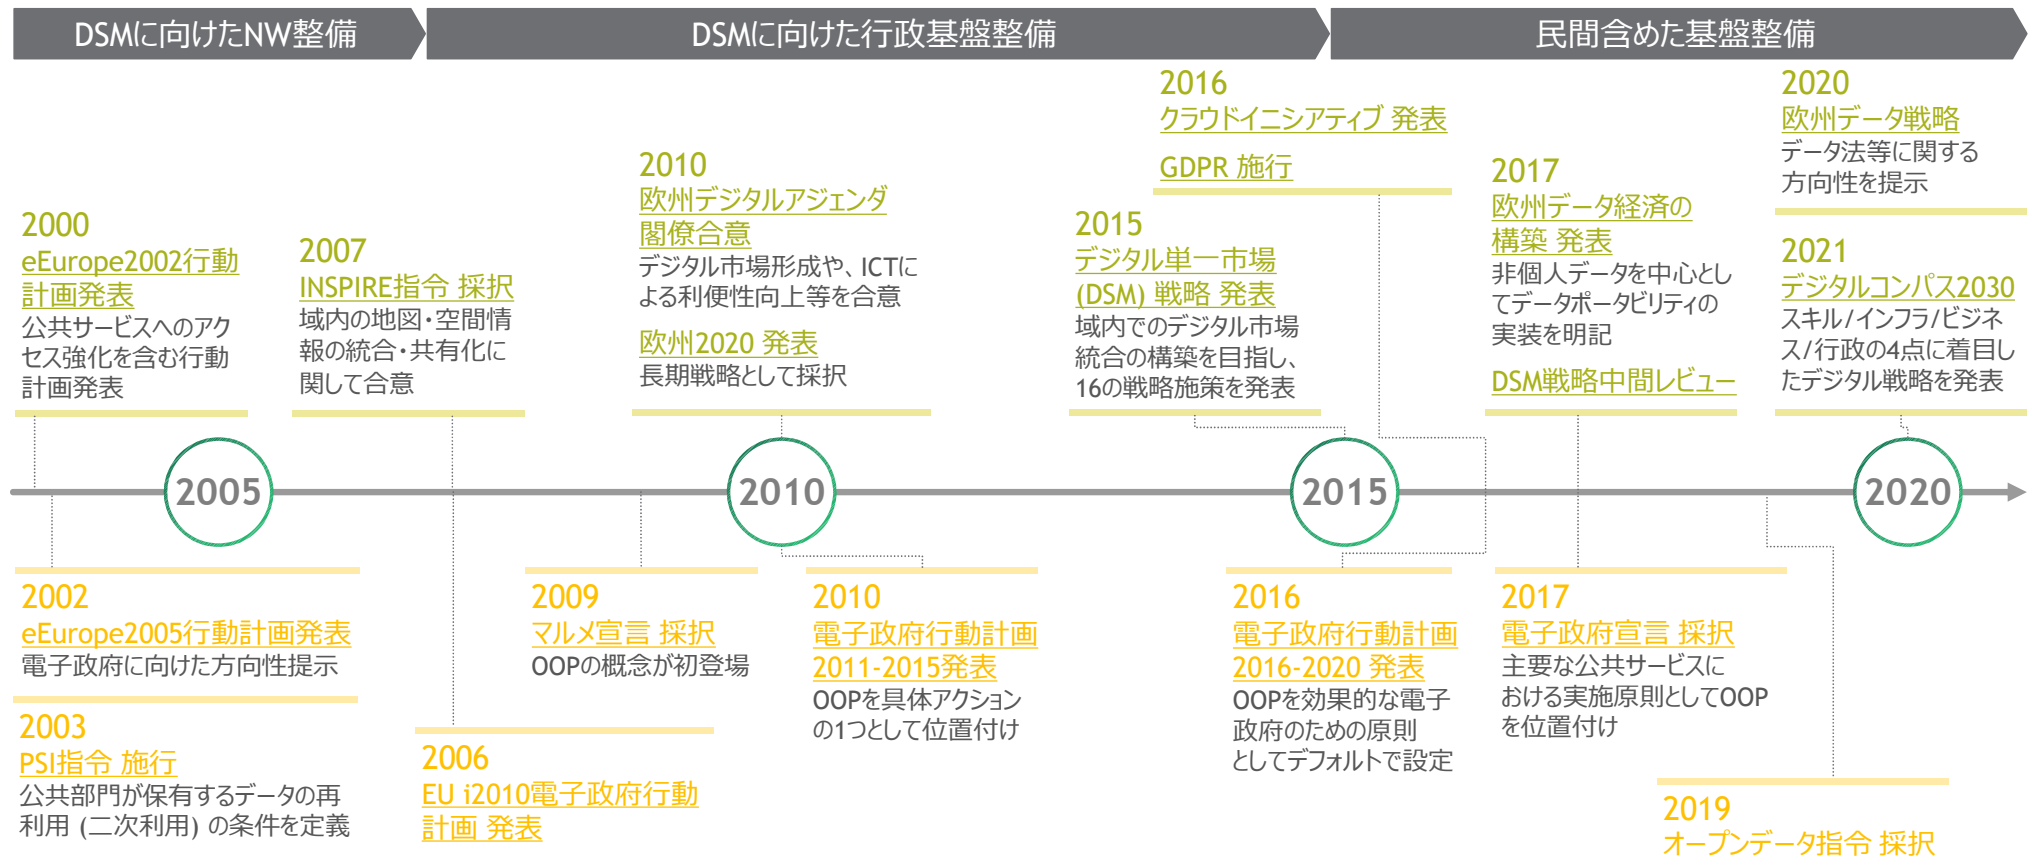 DSMに向けたNW整備
DSMに向けた行政基盤整備
民間含めた基盤整備
2000
eEurope2002行動
計画発表
公共サービスへのアク
セス強化を含む行動
計画発表
2007
INSPIRE指令 採択
域内の地図・空間情
報の統合・共有化に
関して合意
2010
欧州デジタルアジェンダ
閣僚合意
デジタル市場形成や、ICTに
よる利便性向上等を合意
欧州2020 発表
長期戦略として採択
2015
デジタル単一市場
(DSM) 戦略 発表
域内でのデジタル市場
統合の構築を目指し、
16の戦略施策を発表
2016
クラウドイニシアティブ 発表
GDPR 施行
2017
欧州データ経済の
構築 発表
非個人データを中心とし
てデータポータビリティの
実装を明記
DSM戦略中間レビュー
2020
欧州データ戦略
データ法等に関する
方向性を提示
2021
デジタルコンパス2030
スキル/インフラ/ビジネ
ス/行政の4点に着目し
たデジタル戦略を発表
2005
2010
2015
2020
2002
eEurope2005行動計画発表
電子政府に向けた方向性提示
2003
PSI指令 施行
公共部門が保有するデータの再
利用 (二次利用) の条件を定義
2006
EU i2010電子政府行動
計画 発表
2009
マルメ宣言 採択
OOPの概念が初登場
2010
電子政府行動計画
2011-2015発表
OOPを具体アクション
の1つとして位置付け
2016
電子政府行動計画
2016-2020 発表
OOPを効果的な電子
政府のための原則
としてデフォルトで設定
2017
電子政府宣言 採択
主要な公共サービスに
おける実施原則としてOOP
を位置付け
2019
オープンデータ指令 採択